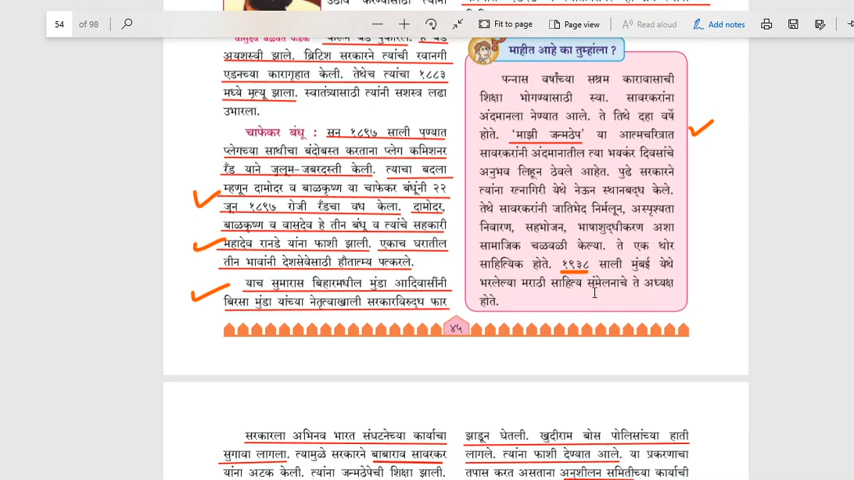 उठाव करण्यासाठी त्यांनी
54 of 98
Fit to page
Page view
Read aloud
Add notes
वासुदेव बळवंत फडके
अयशस्वी झाले. ब्रिटिश सरकारने त्यांची रवानगी
एडनच्या कारागृहात केली. तेथेच त्यांचा १८८३
मध्ये मृत्यू झाला. स्वातंत्र्यासाठी त्यांनी सशस्त्र लढा
उभारला.
चाफेकर बंधू : सन १८९७ साली पुण्यात
प्लेगच्या साथीचा बंदोबस्त करताना प्लेग कमिशनर
रँड याने जुलूम-जबरदस्ती केली. त्याचा बदला
म्हणून दामोदर व बाळकृष्ण या चाफेकर बंधूंनी २२
जून १८९७ रोजी रँडचा वध केला. दामोदर,
बाळकृष्ण व वासुदेव हे तीन बंधू व त्यांचे सहकारी
महादेव रानडे यांना फाशी झाली. एकाच घरातील
तीन भावांनी देशसेवेसाठी हौतात्म्य पत्करले.
याच सुमारास बिहारमधील मुंडा आदिवासींनी
बिरसा मुंडा यांच्या नेतृत्वाखाली सरकारविरुद्ध फार
माहीत आहे का तुम्हांला ?
पन्नास वर्षांच्या सश्रम कारावासाची
शिक्षा भोगण्यासाठी स्वा. सावरकरांना
अंदमानला नेण्यात आले. ते तिथे दहा वर्षे
होते. ‘माझी जन्मठेप’ या आत्मचरित्रात
सावरकरांनी अंदमानातील त्या भयंकर दिवसांचे
अनुभव लिहून ठेवले आहेत. पुढे सरकारने
त्यांना रत्नागिरी येथे नेऊन स्थानबद्ध केले.
तेथे सावरकरांनी जातिभेद निर्मूलन, अस्पृश्यता
निवारण, सहभोजन, भाषाशुद्धीकरण अशा
सामाजिक चळवळी केल्या. ते एक थोर
साहित्यिक होते. १९३८ साली मुंबई येथे
भरलेल्या मराठी साहित्य संमेलनाचे ते अध्यक्ष
होते.
४५
सरकारला अभिनव भारत संघटनेच्या कार्याचा
सुगावा लागला. त्यामुळे सरकारने बाबाराव सावरकर
यांना अटक केली. त्यांना जन्मठेपेची शिक्षा झाली.
झाडून घेतली. खुदीराम बोस पोलिसांच्या हाती
लागले. त्यांना फाशी देण्यात आले. या प्रकरणाचा
तपास करत असताना अनुशीलन समितीच्या कार्याची